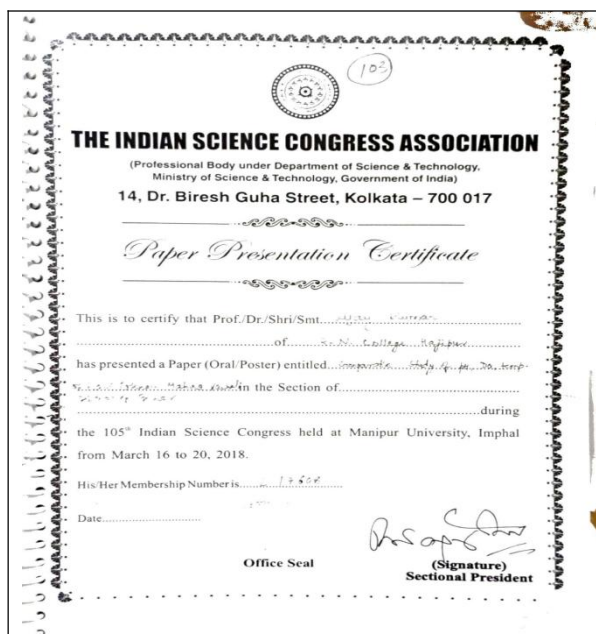 103
THE INDIAN SCIENCE CONGRESS ASSOCIATION
(Professional Body under Department of Science & Technology,
Ministry of Science & Technology, Government of India)
14, Dr. Biresh Guha Street, Kolkata – 700 017
Paper Presentation Certificate
This is to certify that Prof./Dr./Shri/Smt. Kumar
of R.N. College Hajipur
has presented a Paper (Oral/Poster) entitled Study
in the Section of
during
the 105th Indian Science Congress held at Manipur University, Imphal
from March 16 to 20, 2018.
His/Her Membership Number is
Date
Office Seal
(Signature)
Sectional President